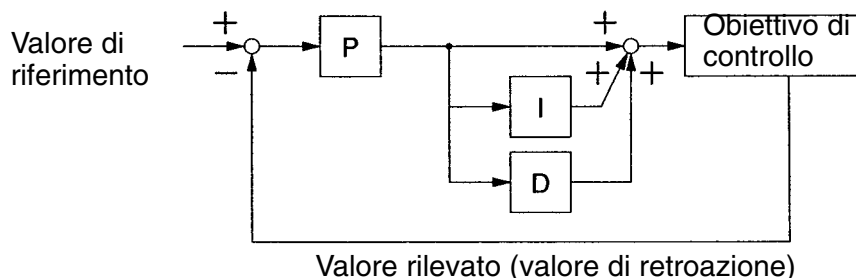 Valore di
riferimento
+
−
P
+
+
+
I
D
Obiettivo di
controllo
Valore rilevato (valore di retroazione)